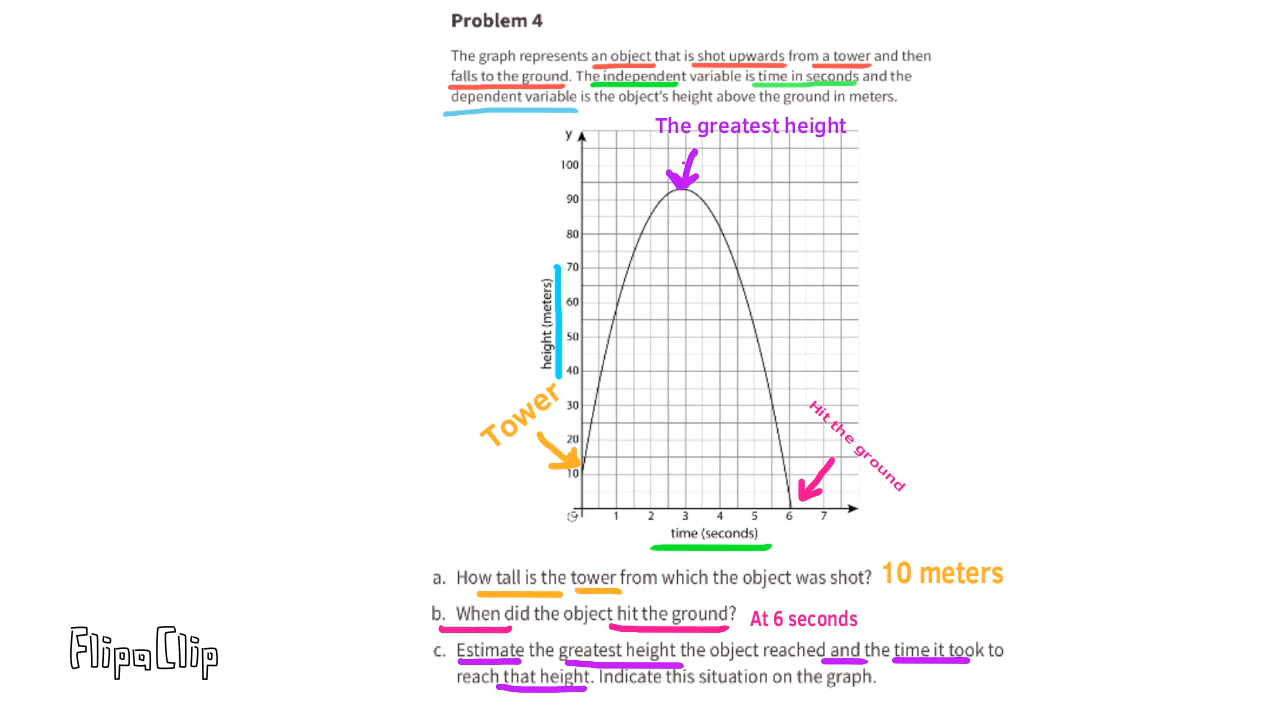 Problem 4
The graph represents an object that is shot upwards from a tower and then
falls to the ground. The independent variable is time in seconds and the
dependent variable is the object's height above the ground in meters.
The greatest height
y
100
90
80
70
60
50
40
30
20
10
height (meters)
Tower
Hit the ground
1 2 3 4 5 6 7
time (seconds)
a. How tall is the tower from which the object was shot? 10 meters
b. When did the object hit the ground? At 6 seconds
c. Estimate the greatest height the object reached and the time it took to
reach that height. Indicate this situation on the graph.
FlipaClip